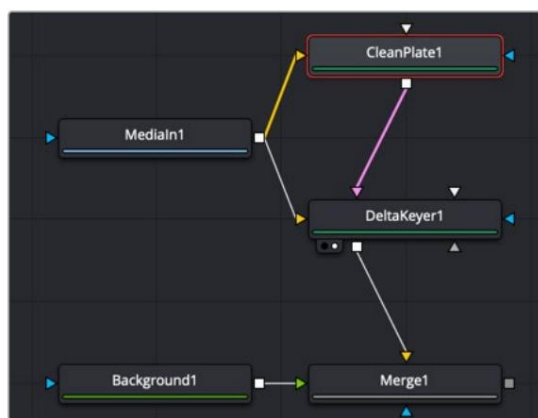 CleanPlate1
MediaIn1
DeltaKeyer1
Background1
Merge1